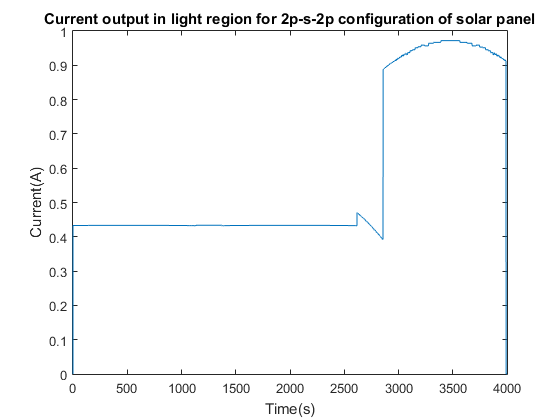 Current output in light region for 2p-s-2p configuration of solar panel
1
0.9
0.8
0.7
0.6
0.5
0.4
0.3
0.2
0.1
0
Current(A)
0 500 1000 1500 2000 2500 3000 3500 4000
Time(s)